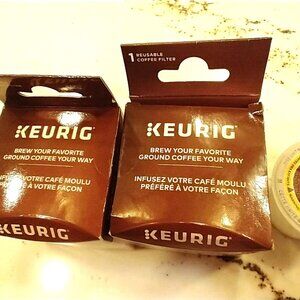 KEURIG
BREW YOUR FAVORITE
GROUND COFFEE YOUR WAY
INFUSEZ VOTRE CAFÉ MOULU
PRÉFÉRÉ À VOTRE FAÇON
KEURIG
1 REUSABLE
COFFEE FILTER
KEURIG
BREW YOUR FAVORITE
GROUND COFFEE YOUR WAY
INFUSEZ VOTRE CAFÉ MOULU
PRÉFÉRÉ À VOTRE FAÇON
KEURIG